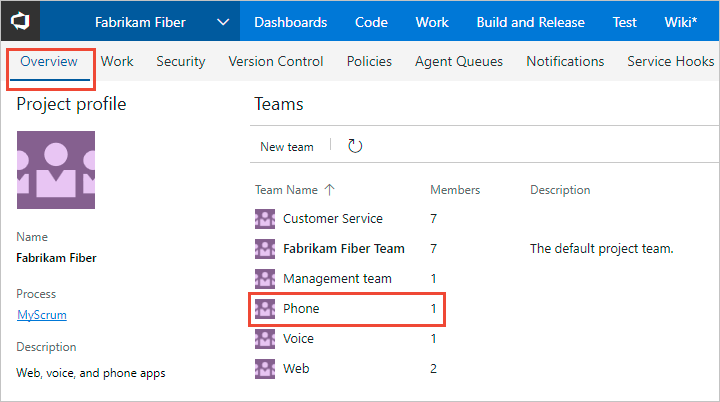 Fabrikam Fiber Dashboards Code Work Build and Release Test Wiki*
Overview Work Security Version Control Policies Agent Queues Notifications Service Hooks
Project profile
Name
Fabrikam Fiber
Process
MyScrum
Description
Web, voice, and phone apps
Teams
New team
Team Name Members Description
Customer Service 7
Fabrikam Fiber Team 7 The default project team.
Management team 1
Phone 1
Voice 1
Web 2